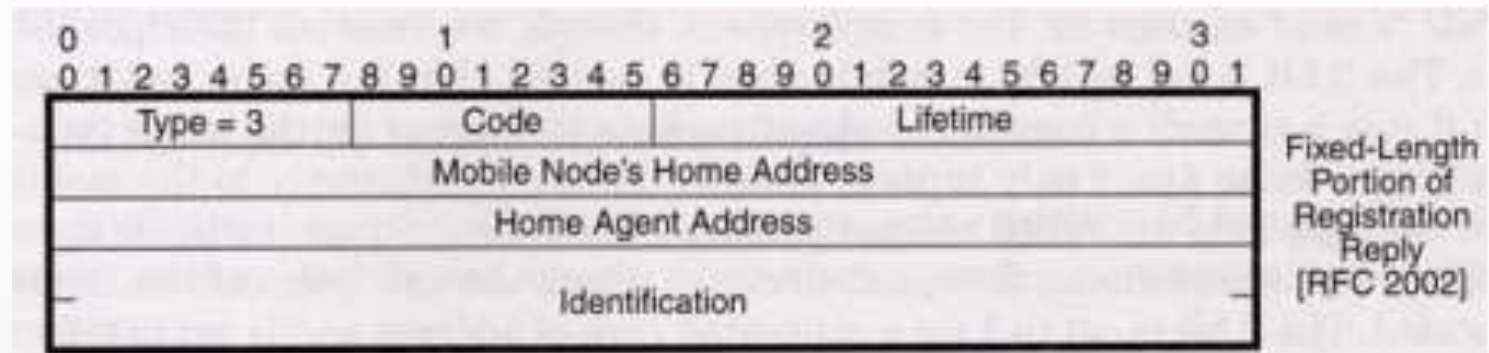 0 1 2 3
0 1 2 3 4 5 6 7 8 9 0 1 2 3 4 5 6 7 8 9 0 1 2 3 4 5 6 7 8 9 0 1
Type = 3 Code Lifetime
Mobile Node's Home Address
Home Agent Address
Identification
Fixed-Length
Portion of
Registration
Reply
[RFC 2002]